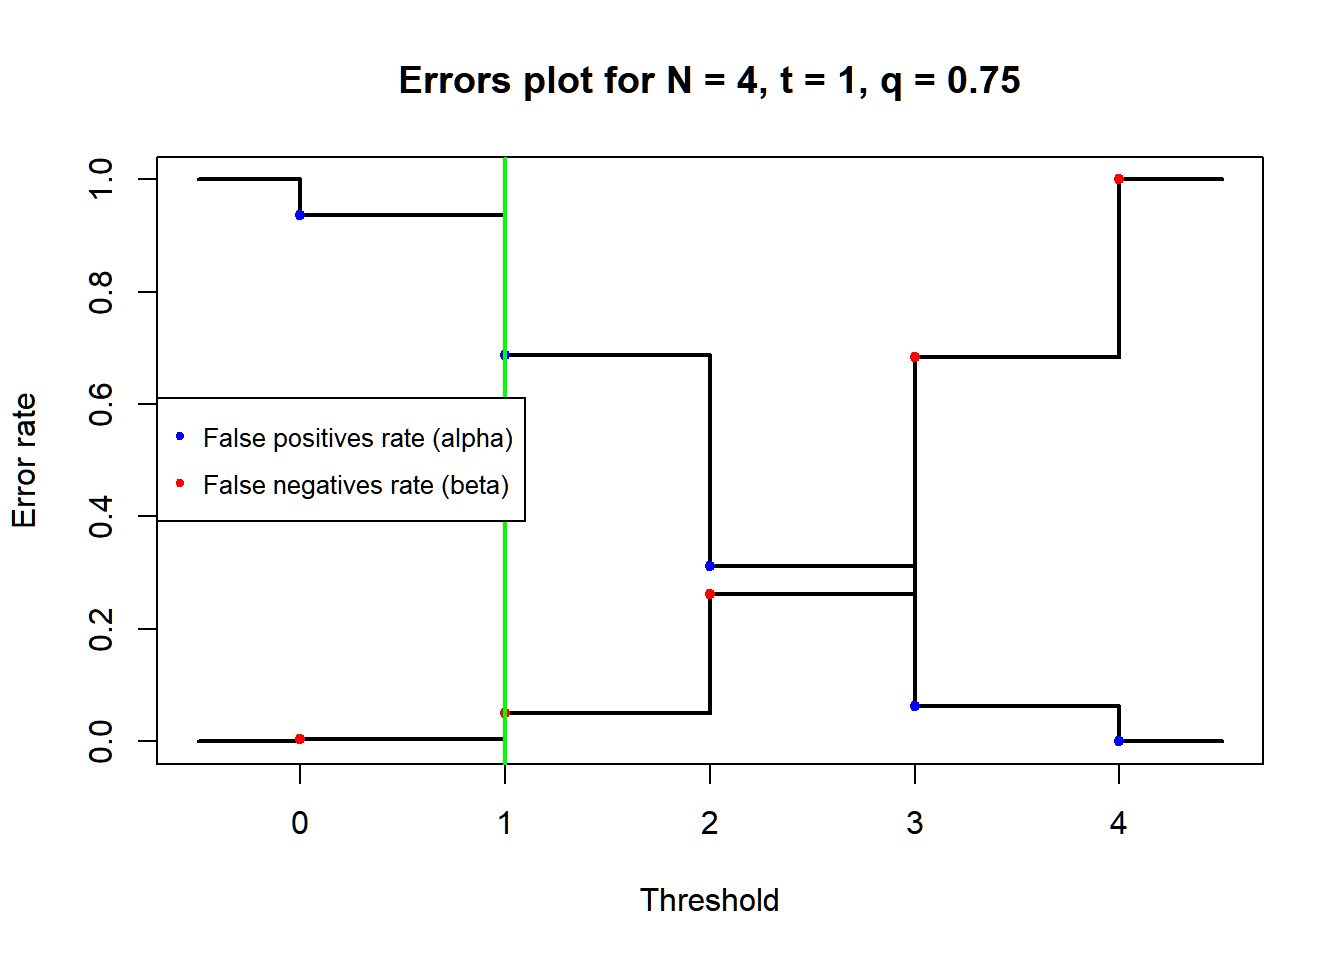 Errors plot for N = 4, t = 1, q = 0.75
Error rate
1.0
0.8
0.6
0.4
0.2
0.0
False positives rate (alpha)
False negatives rate (beta)
0 1 2 3 4
Threshold